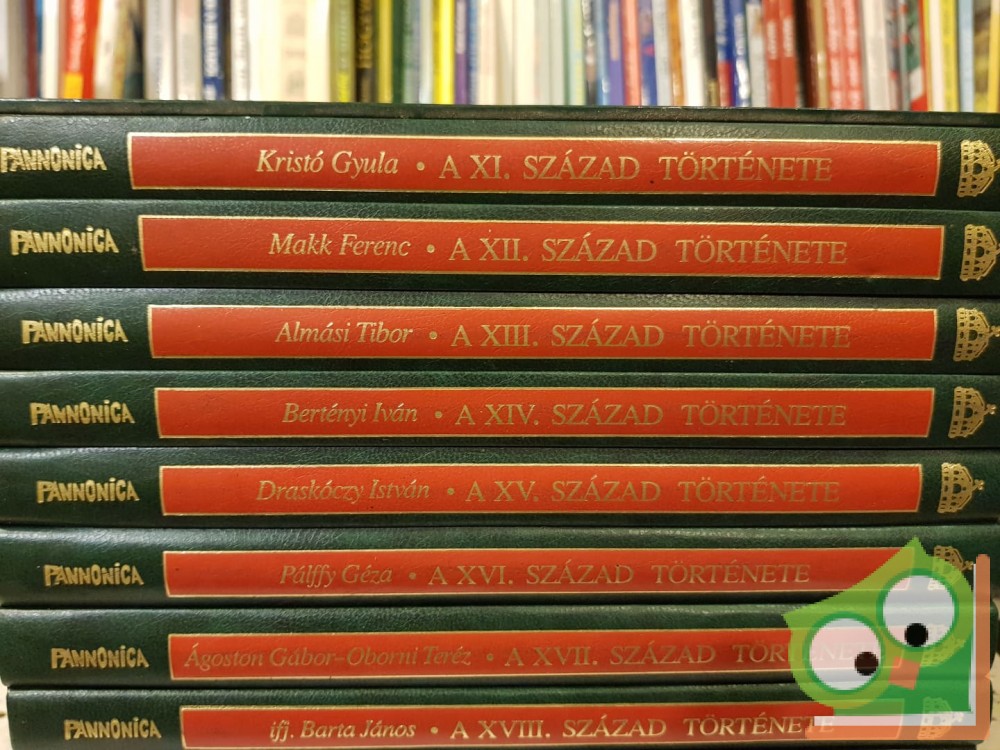 PANNONICA Kristó Gyula • A XI. SZÁZAD TÖRTÉNETE
PANNONICA Makk Ferenc • A XII. SZÁZAD TÖRTÉNETE
PANNONICA Almási Tibor • A XIII. SZÁZAD TÖRTÉNETE
PANNONICA Bertényi Iván • A XIV. SZÁZAD TÖRTÉNETE
PANNONICA Draskóczy István • A XV. SZÁZAD TÖRTÉNETE
PANNONICA Pálffy Géza • A XVI. SZÁZAD TÖRTÉNETE
PANNONICA Ágoston Gábor–Oborni Teréz • A XVII. SZÁZAD TÖRTÉNETE
PANNONICA ifj. Barta János • A XVIII. SZÁZAD TÖRTÉNETE